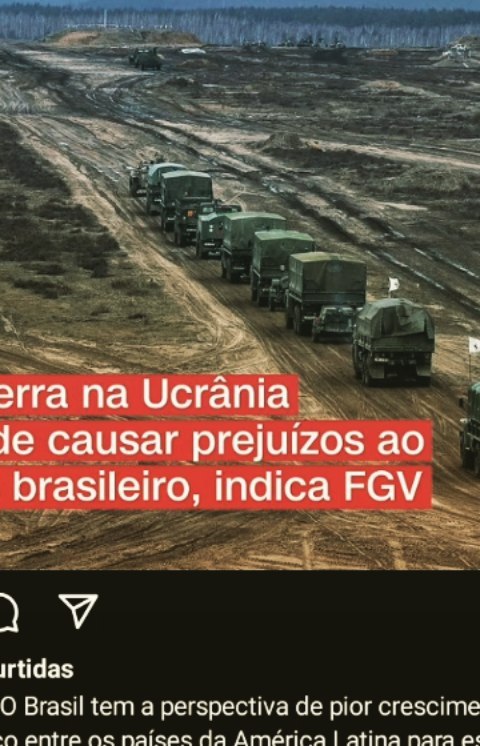 erra na Ucrânia
de causar prejuízos ao
brasileiro, indica FGV
urtidas
O Brasil tem a perspectiva de pior crescime
co entre os países da América Latina para es